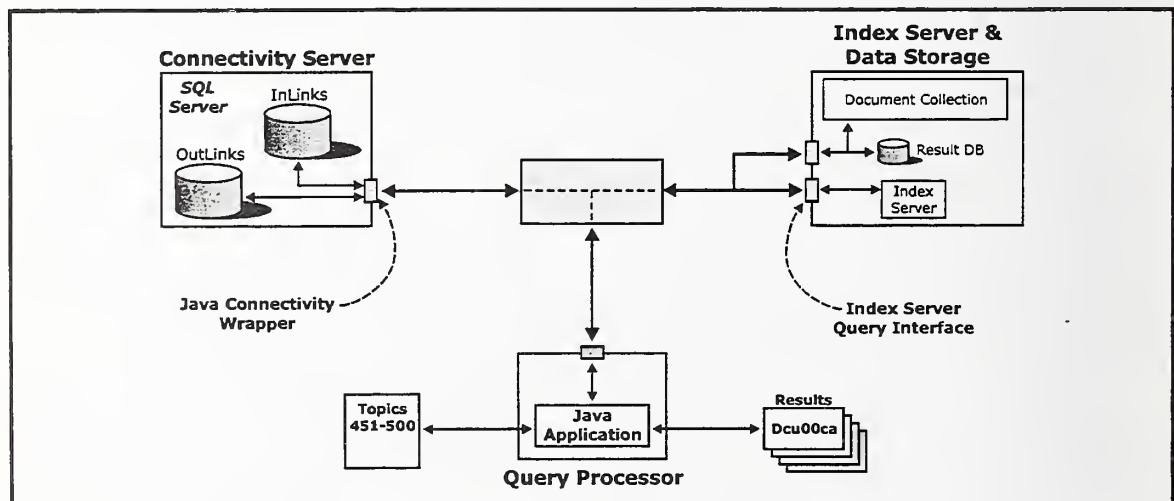 Connectivity Server
SQL
Server
InLinks
OutLinks
Java Connectivity
Wrapper
Index Server &
Data Storage
Document Collection
Result DB
Index
Server
Index Server
Query Interface
Topics
451-500
Java
Application
Query Processor
Results
Dcu00ca